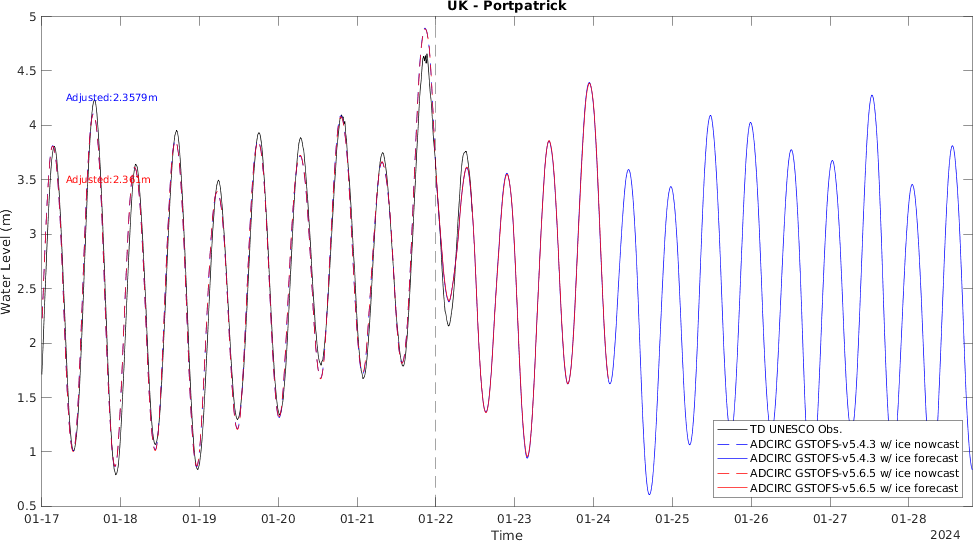 UK - Portpatrick
5
4.5
4
3.5
3
2.5
2
1.5
1
0.5
Water Level (m)
Adjusted:2.3579m
Adjusted:2.361m
TD UNESCO Obs.
ADCIRC GSTOFS-v5.4.3 w/ ice nowcast
ADCIRC GSTOFS-v5.4.3 w/ ice forecast
ADCIRC GSTOFS-v5.6.5 w/ ice nowcast
ADCIRC GSTOFS-v5.6.5 w/ ice forecast
01-17 01-18 01-19 01-20 01-21 01-22 01-23 01-24 01-25 01-26 01-27 01-28
Time
2024